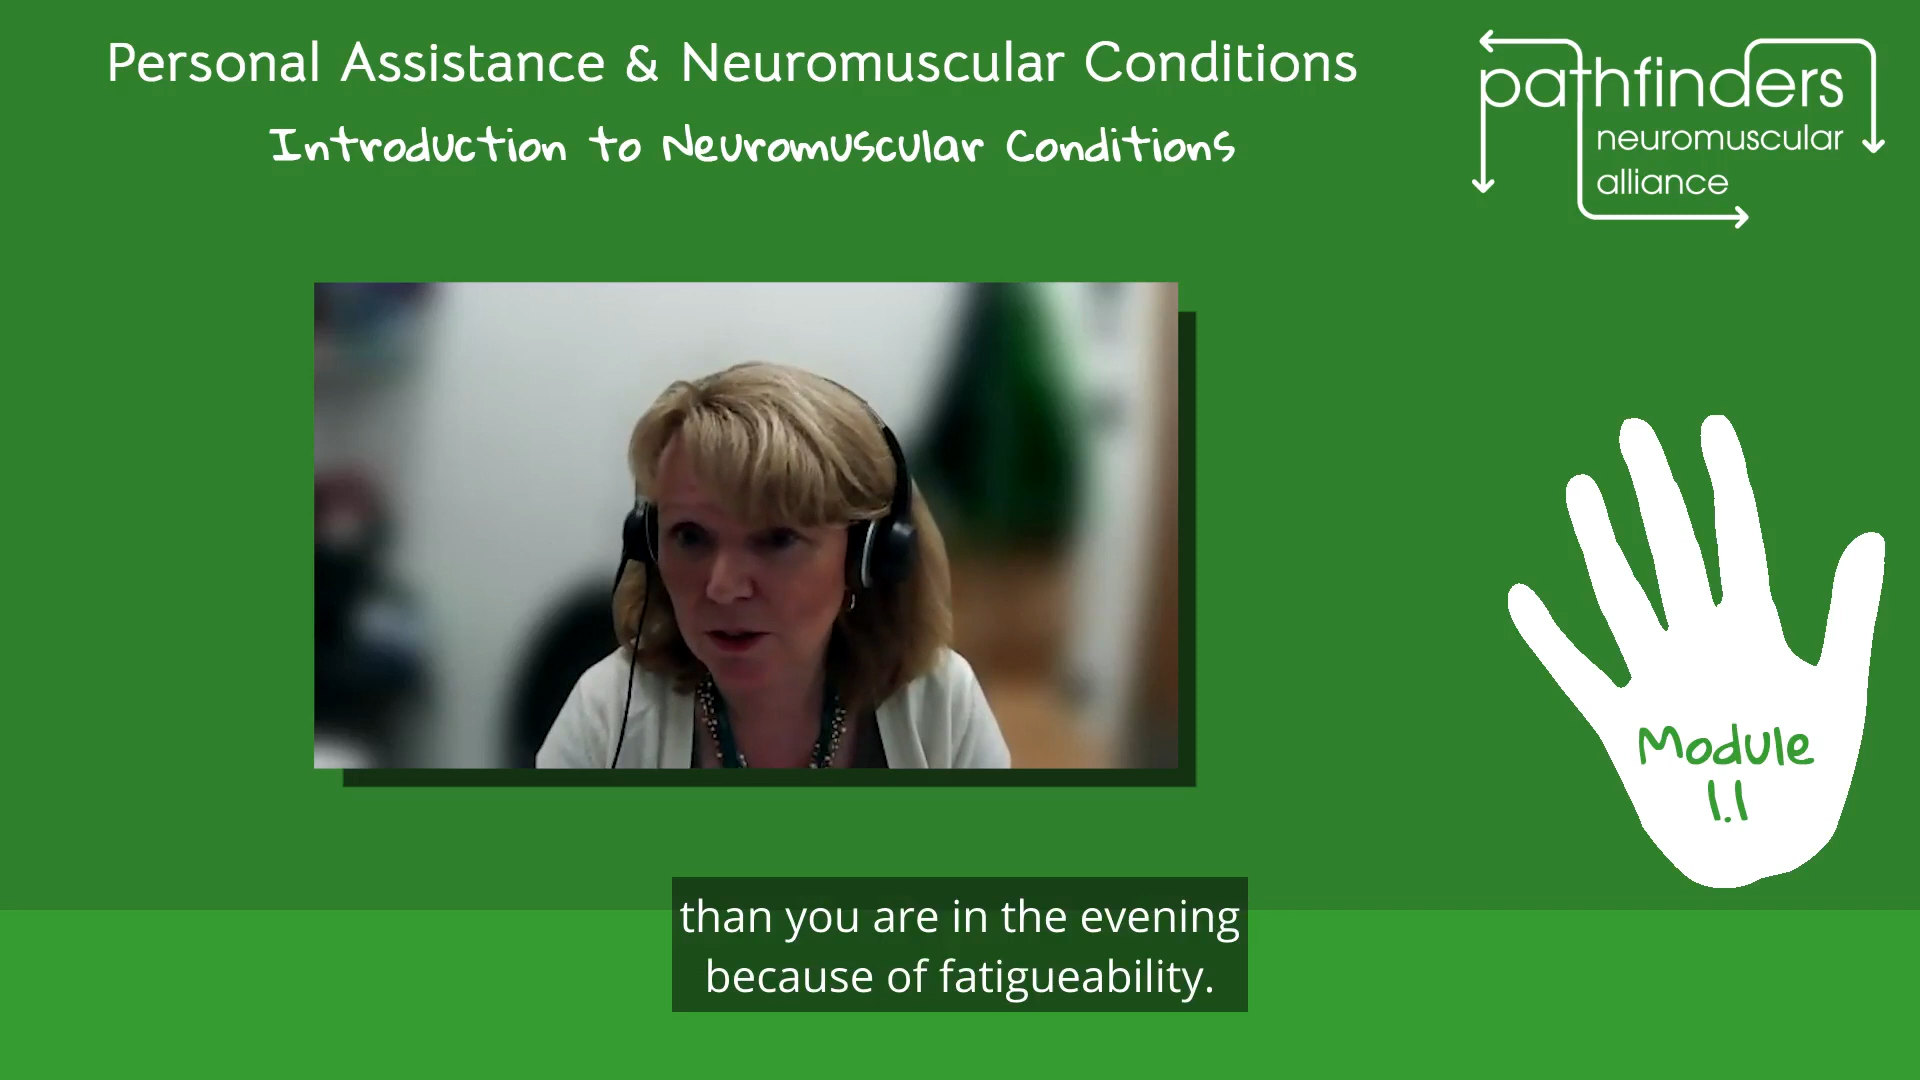 Personal Assistance & Neuromuscular Conditions
Introduction to Neuromuscular Conditions
pathfinders
neuromuscular
alliance
Module
1.1
than you are in the evening
because of fatigueability.